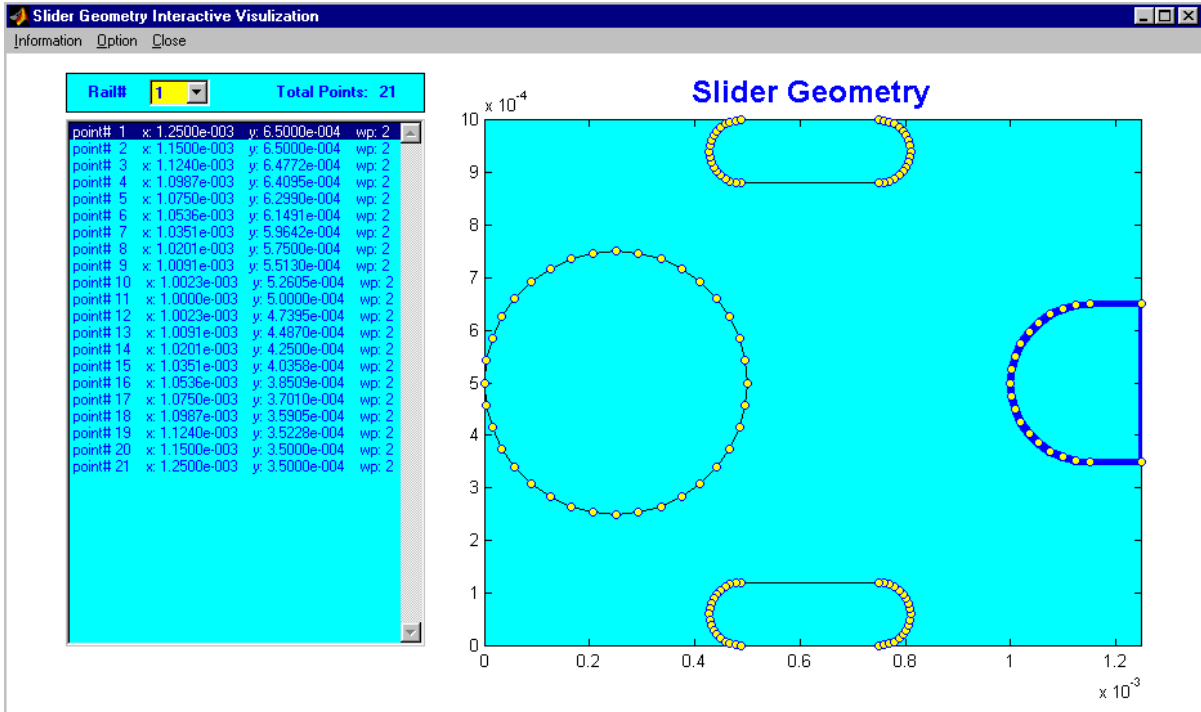 Slider Geometry Interactive Visulization
Information Option Close
Rail# 1 Total Points: 21
point# 1 x: 1.2500e-003 y: 6.5000e-004 wp: 2
point# 2 x: 1.1500e-003 y: 6.5000e-004 wp: 2
point# 3 x: 1.1240e-003 y: 6.4772e-004 wp: 2
point# 4 x: 1.0987e-003 y: 6.4095e-004 wp: 2
point# 5 x: 1.0750e-003 y: 6.2990e-004 wp: 2
point# 6 x: 1.0536e-003 y: 6.1491e-004 wp: 2
point# 7 x: 1.0351e-003 y: 5.9642e-004 wp: 2
point# 8 x: 1.0201e-003 y: 5.7500e-004 wp: 2
point# 9 x: 1.0091e-003 y: 5.5130e-004 wp: 2
point# 10 x: 1.0023e-003 y: 5.2605e-004 wp: 2
point# 11 x: 1.0000e-003 y: 5.0000e-004 wp: 2
point# 12 x: 1.0023e-003 y: 4.7395e-004 wp: 2
point# 13 x: 1.0091e-003 y: 4.4870e-004 wp: 2
point# 14 x: 1.0201e-003 y: 4.2500e-004 wp: 2
point# 15 x: 1.0351e-003 y: 4.0358e-004 wp: 2
point# 16 x: 1.0536e-003 y: 3.8509e-004 wp: 2
point# 17 x: 1.0750e-003 y: 3.7010e-004 wp: 2
point# 18 x: 1.0987e-003 y: 3.5905e-004 wp: 2
point# 19 x: 1.1240e-003 y: 3.5228e-004 wp: 2
point# 20 x: 1.1500e-003 y: 3.5000e-004 wp: 2
point# 21 x: 1.2500e-003 y: 3.5000e-004 wp: 2
Slider Geometry
x 10-4
10
9
8
7
6
5
4
3
2
1
0
0 0.2 0.4 0.6 0.8 1 1.2
x 10-3